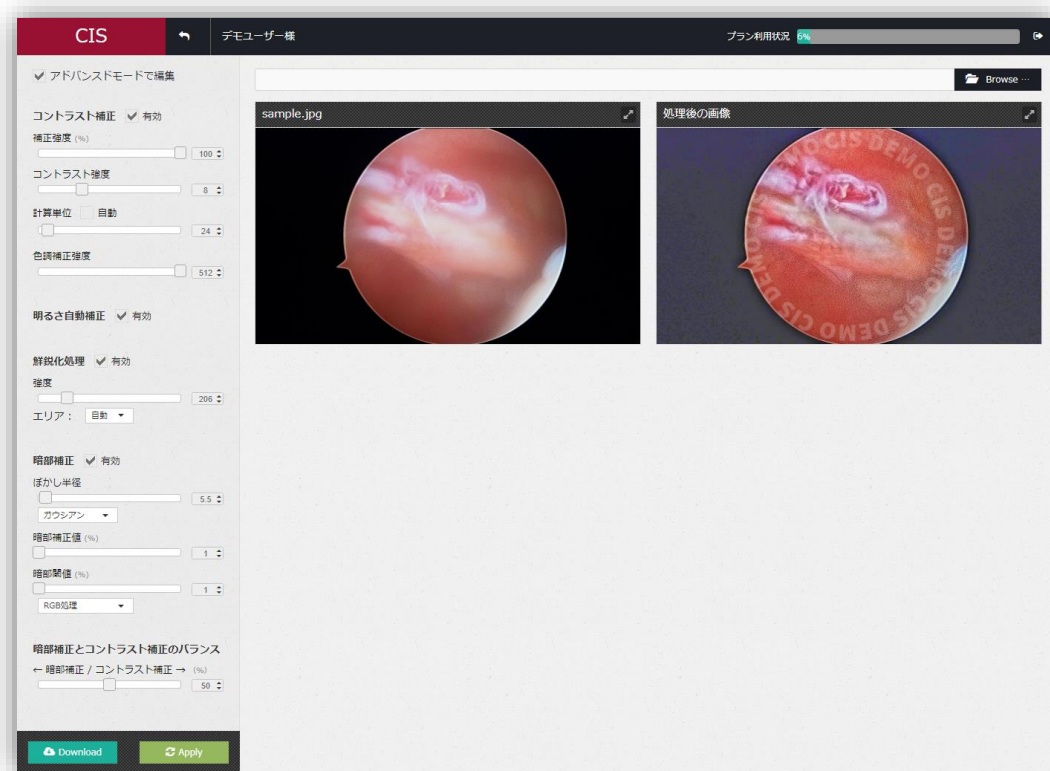 CIS
デモユーザー様
プラン利用状況 6%
アドバンスドモードで編集
Browse ...
コントラスト補正 有効
補正強度 (%)
100
コントラスト強度
8
計算単位 自動
24
色調補正強度
512
明るさ自動補正 有効
鮮鋭化処理 有効
強度
206
エリア： 自動
暗部補正 有効
ぼかし半径
5.5
ガウシアン
暗部補正値 (%)
1
暗部閾値 (%)
1
RGB処理
暗部補正とコントラスト補正のバランス
← 暗部補正 / コントラスト補正 → (%)
50
Download
Apply
sample.jpg
処理後の画像
DEMO CIS DEMO CIS DEMO CIS DEMO CIS